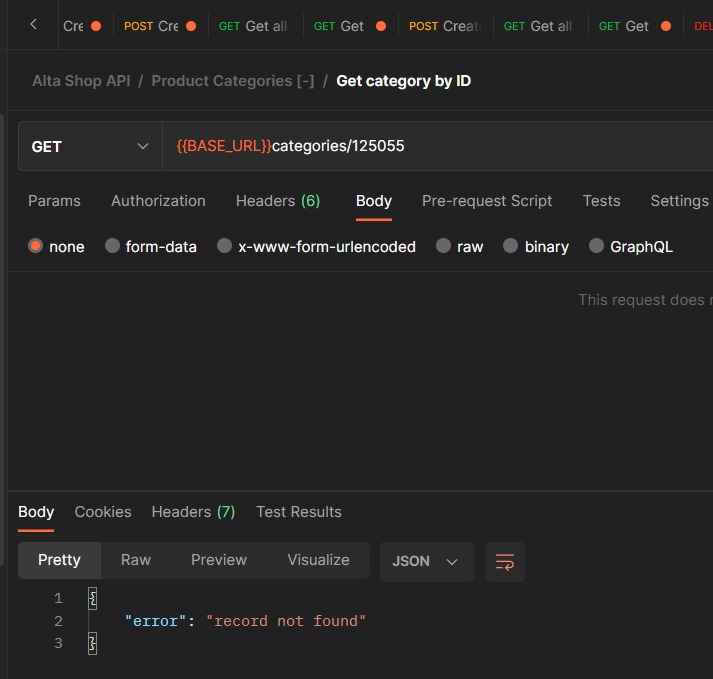 Cre POST Cre GET Get all GET Get POST Create GET Get all GET Get DEL
Alta Shop API / Product Categories [-] / Get category by ID
GET {{BASE_URL}}categories/125055
Params Authorization Headers (6) Body Pre-request Script Tests Settings
none form-data x-www-form-urlencoded raw binary GraphQL
This request does
Body Cookies Headers (7) Test Results
Pretty Raw Preview Visualize JSON
1 {
2 "error": "record not found"
3 }